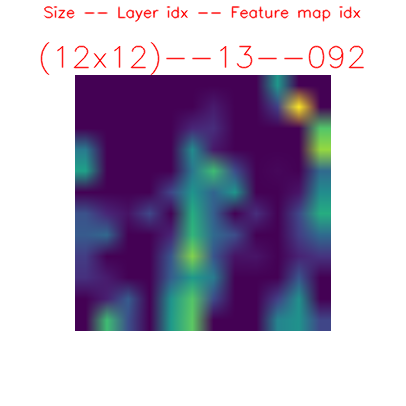 Size -- Layer idx -- Feature map idx
(12x12)--13--092